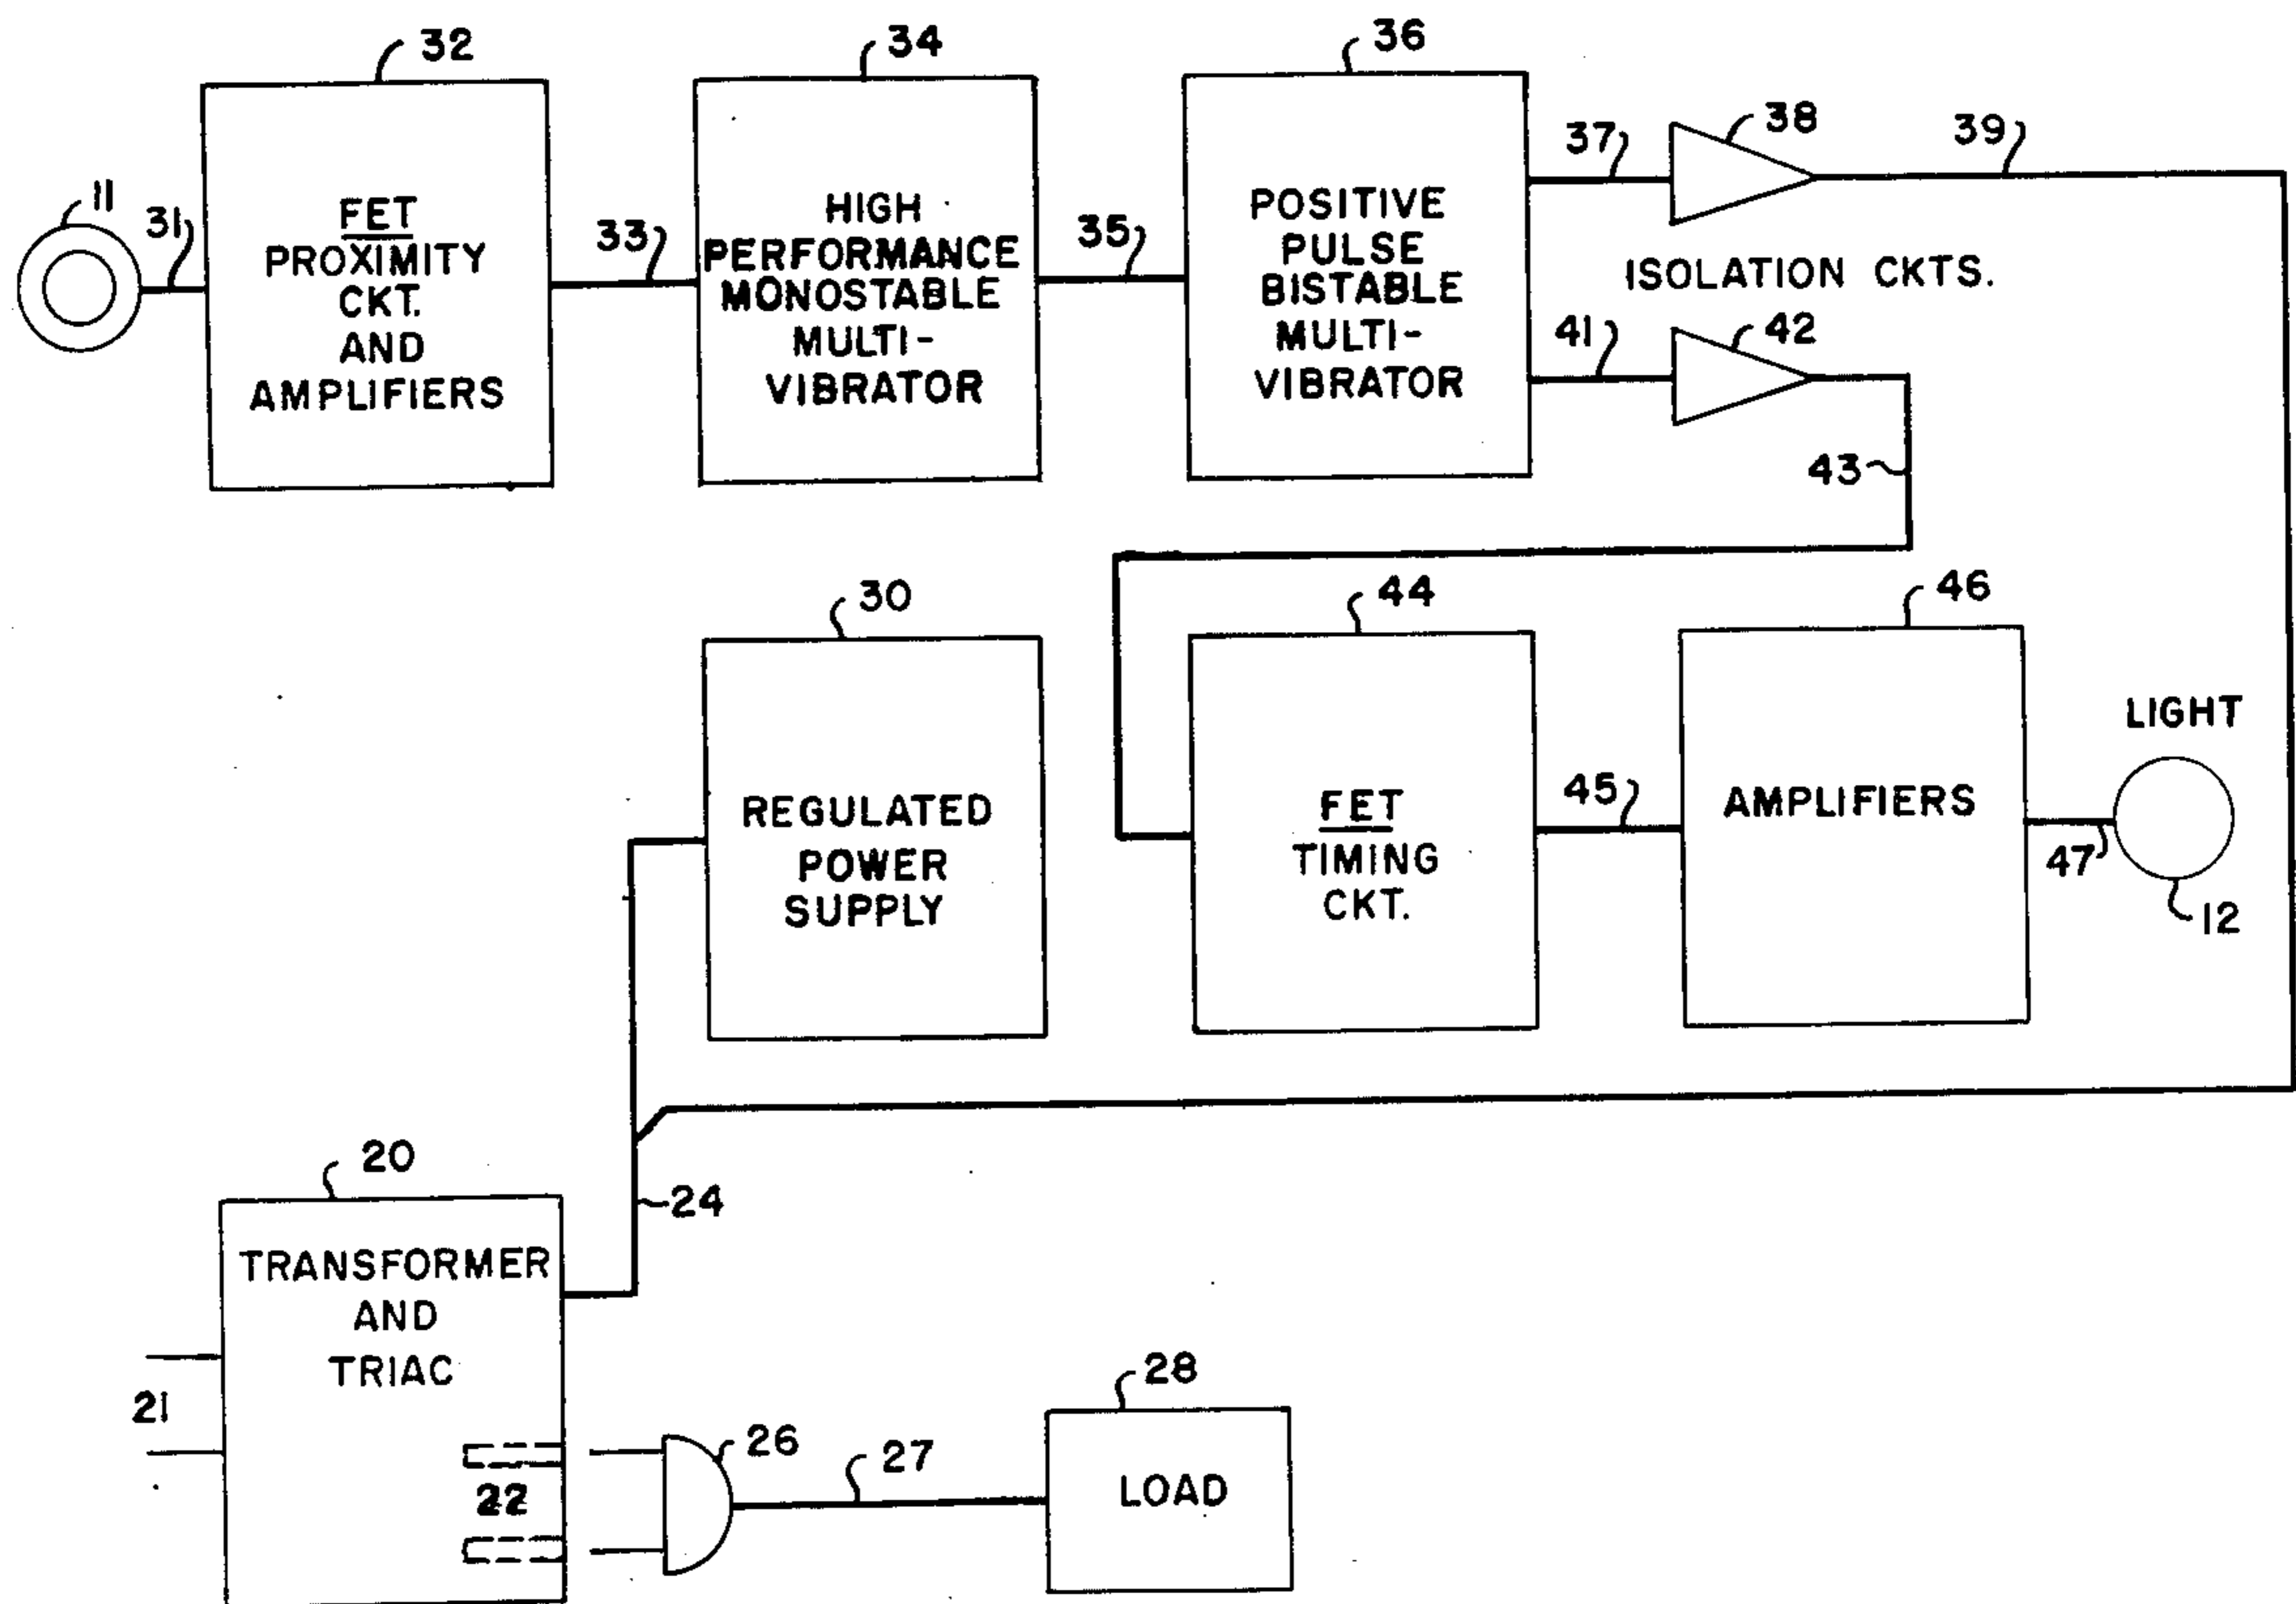 32
34
36
38
39
37
11
31
FET
PROXIMITY
CKT.
AND
AMPLIFIERS
33
HIGH
PERFORMANCE
MONOSTABLE
MULTI-
VIBRATOR
35
POSITIVE
PULSE
BISTABLE
MULTI-
VIBRATOR
ISOLATION CKTS.
41
42
43
30
44
46
REGULATED
POWER
SUPPLY
FET
TIMING
CKT.
45
AMPLIFIERS
LIGHT
47
12
20
24
TRANSFORMER
AND
TRIAC
21
22
26
27
28
LOAD